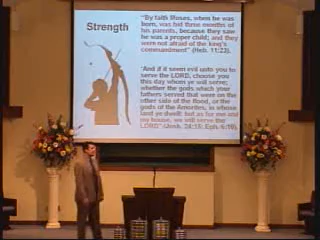 Strength
"By faith Moses, when he was
born, was hid three months of
his parents, because they saw
he was a proper child; and they
were not afraid of the king's
commandment" (Heb. 11:23).
"And if it seem evil unto you to
serve the LORD, choose you
this day whom ye will serve;
whether the gods which your
fathers served that were on the
other side of the flood, or the
gods of the Amorites, in whose
land ye dwell: but as for me and
my house, we will serve the
LORD" (Josh. 24:15; Eph. 6:10).
Strength